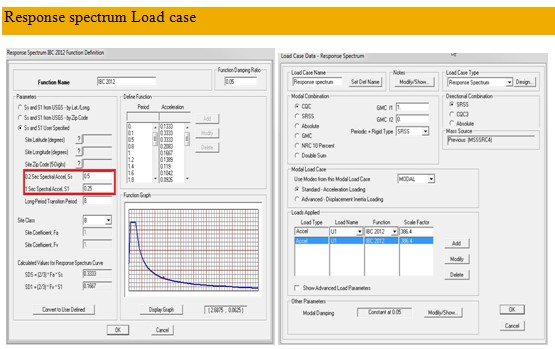 Response spectrum Load case
Response Spectrum IBC 2012 Function Definition
Function Damping Ratio
Function Name
IBC 2012
0.05
Parameters
Ss and S1 from USGS - by Lat./Long.
Ss and S1 from USGS - by Zip Code
Ss and S1 User Specified
Site Latitude (degrees) ?
Site Longitude (degrees) ?
Site Zip Code (5-Digits) ?
0.2 Sec Spectral Accel, Ss 0.5
1 Sec Spectral Accel, S1 0.25
Long-Period Transition Period 8
Site Class B
Site Coefficient, Fa 1
Site Coefficient, Fv 1
Calculated Values for Response Spectrum Curve
SDS = (2/3) * Fa * Ss 0.3333
SD1 = (2/3) * Fv * S1 0.1667
Convert to User Defined
Define Function
Period Acceleration
0. 0.1333
0.1 0.3333
0.5 0.3333
0.8 0.2083
1. 0.1667
1.2 0.1389
1.4 0.119
1.6 0.1042
1.8 0.0926
Add
Modify
Delete
Function Graph
Display Graph
(2.6675 , 0.0625)
OK
Cancel
Load Case Data - Response Spectrum
Load Case Name
Response spectrum
Set Def Name
Notes
Modify/Show...
Load Case Type
Response Spectrum
Design...
Modal Combination
CQC
SRSS
Absolute
GMC
NRC 10 Percent
Double Sum
GMC f1 1.
GMC f2 0.
Periodic + Rigid Type SRSS
Directional Combination
SRSS
CQC3
Absolute
Mass Source
Previous (MSSSRC4)
Modal Load Case
Use Modes from this Modal Load Case MODAL
Standard - Acceleration Loading
Advanced - Displacement Inertia Loading
Loads Applied
Load Type Load Name Function Scale Factor
Accel U1 IBC 2012 386.4
Accel U1 IBC 2012 386.4
Add
Modify
Delete
Show Advanced Load Parameters
Other Parameters
Modal Damping Constant at 0.05 Modify/Show...
OK
Cancel